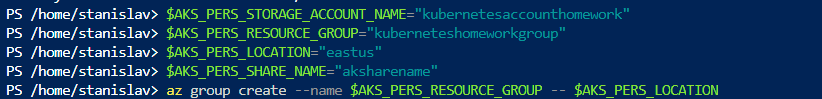 PS /home/stanislav> $AKS_PERS_STORAGE_ACCOUNT_NAME="kubernetesaccounthomework"
PS /home/stanislav> $AKS_PERS_RESOURCE_GROUP="kuberneteshomeworkgroup"
PS /home/stanislav> $AKS_PERS_LOCATION="eastus"
PS /home/stanislav> $AKS_PERS_SHARE_NAME="aksharename"
PS /home/stanislav> az group create --name $AKS_PERS_RESOURCE_GROUP -- $AKS_PERS_LOCATION